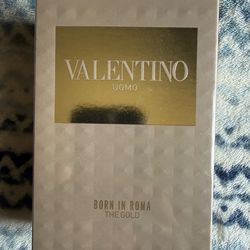 VALENTINO
UOMO
BORN IN ROMA
THE GOLD